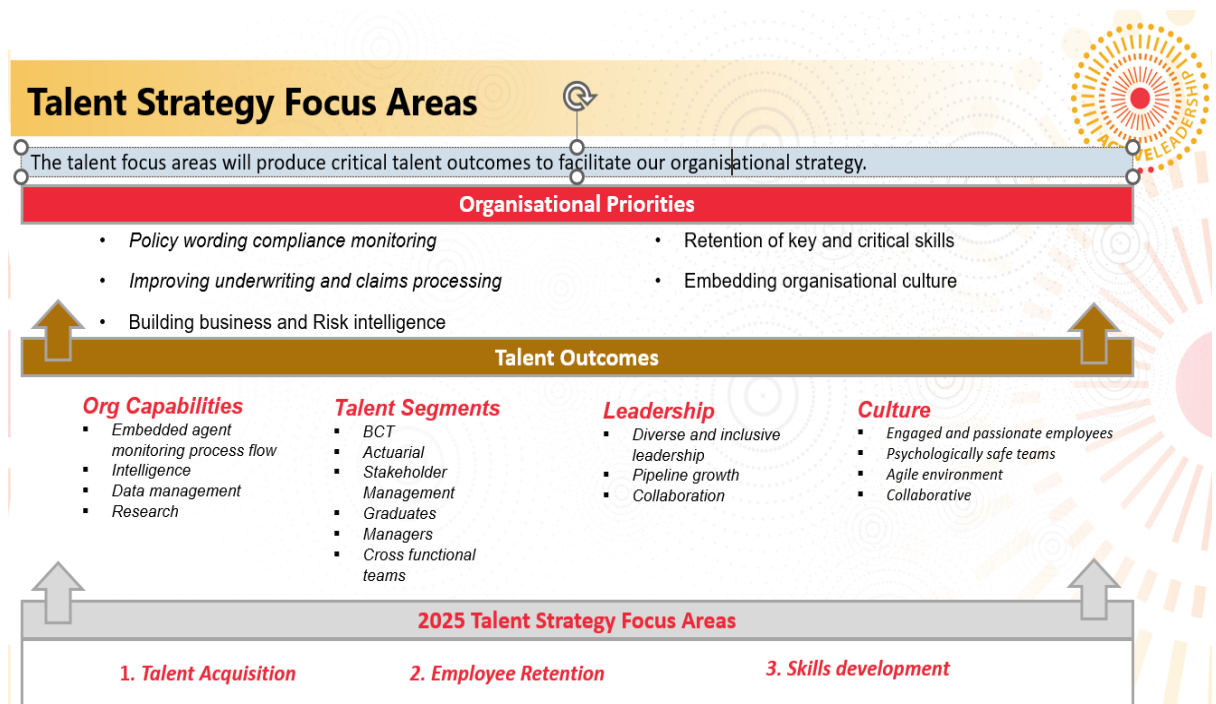 Talent Strategy Focus Areas
ACTIVELEADERSHIP
The talent focus areas will produce critical talent outcomes to facilitate our organisational strategy.
Organisational Priorities
• Policy wording compliance monitoring
• Improving underwriting and claims processing
• Building business and Risk intelligence
• Retention of key and critical skills
• Embedding organisational culture
Talent Outcomes
Org Capabilities
▪ Embedded agent
monitoring process flow
▪ Intelligence
▪ Data management
▪ Research
Talent Segments
▪ BCT
▪ Actuarial
▪ Stakeholder
Management
▪ Graduates
▪ Managers
▪ Cross functional
teams
Leadership
▪ Diverse and inclusive
leadership
▪ Pipeline growth
▪ Collaboration
Culture
▪ Engaged and passionate employees
▪ Psychologically safe teams
▪ Agile environment
▪ Collaborative
2025 Talent Strategy Focus Areas
1. Talent Acquisition
2. Employee Retention
3. Skills development